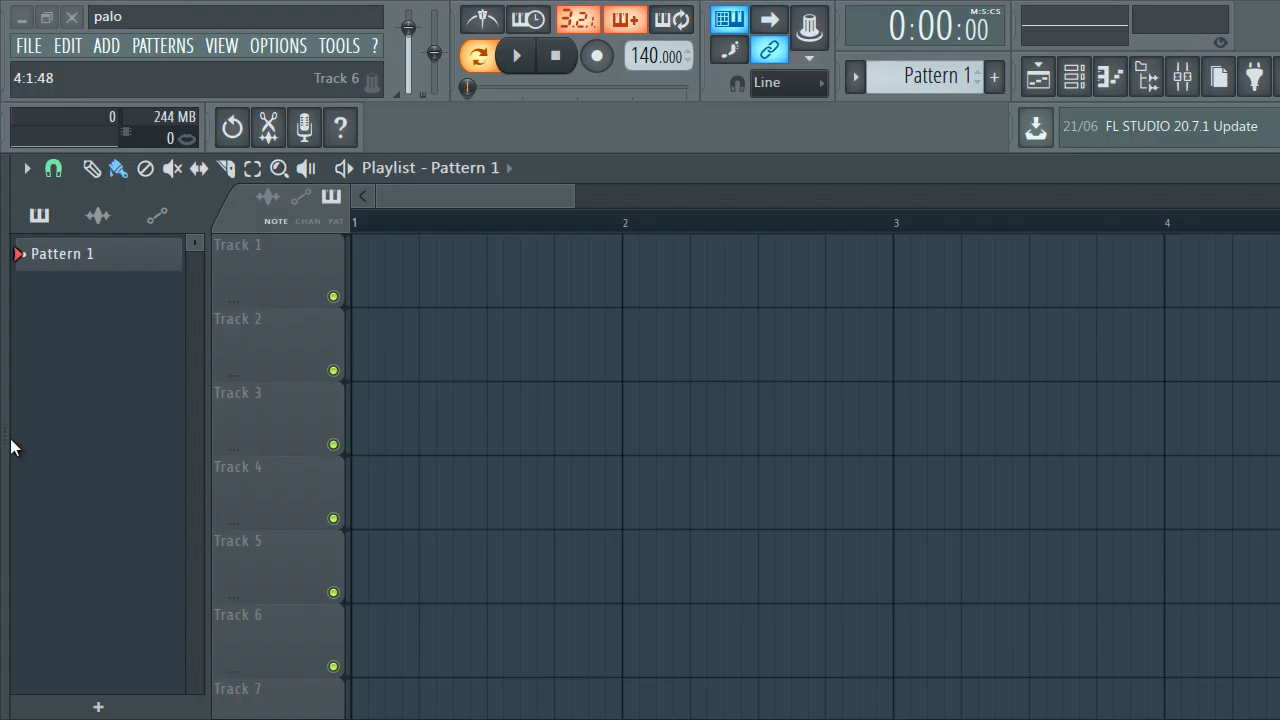 palo
FILE EDIT ADD PATTERNS VIEW OPTIONS TOOLS ?
4:1:48 Track 6
3.2.
140.000
Line
0:00:00 M:S:CS
Pattern 1
+
0 244 MB
0
?
21/06 FL STUDIO 20.7.1 Update
Playlist - Pattern 1
NOTE CHAN PAT
1 2 3 4
Pattern 1
Track 1
...
Track 2
...
Track 3
...
Track 4
...
Track 5
...
Track 6
...
Track 7
+